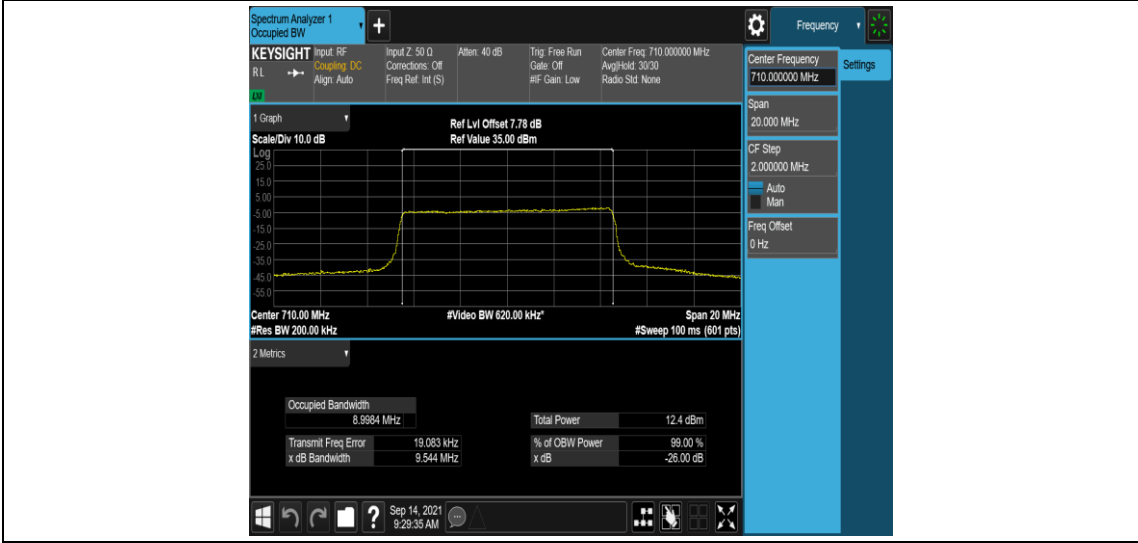 Spectrum Analyzer 1
Occupied BW
+
Frequency
KEYSIGHT
RL
Input: RF
Coupling: DC
Align: Auto
Input Z: 50 Ω
Corrections: Off
Freq Ref: Int (S)
Atten: 40 dB
Trig: Free Run
Gate: Off
#IF Gain: Low
Center Freq: 710.000000 MHz
Avg|Hold: 30/30
Radio Std: None
Center Frequency
710.000000 MHz
Settings
Span
20.000 MHz
CF Step
2.000000 MHz
Auto
Man
Freq Offset
0 Hz
1 Graph
Scale/Div 10.0 dB
Ref Lvl Offset 7.78 dB
Ref Value 35.00 dBm
Log
25.0
15.0
5.00
-5.00
-15.0
-25.0
-35.0
-45.0
-55.0
Center 710.00 MHz
#Video BW 620.00 kHz*
Span 20 MHz
#Res BW 200.00 kHz
#Sweep 100 ms (601 pts)
2 Metrics
Occupied Bandwidth
8.9984 MHz
Total Power 12.4 dBm
Transmit Freq Error 19.083 kHz
% of OBW Power 99.00 %
x dB Bandwidth 9.544 MHz
x dB -26.00 dB
?
Sep 14, 2021
9:29:35 AM